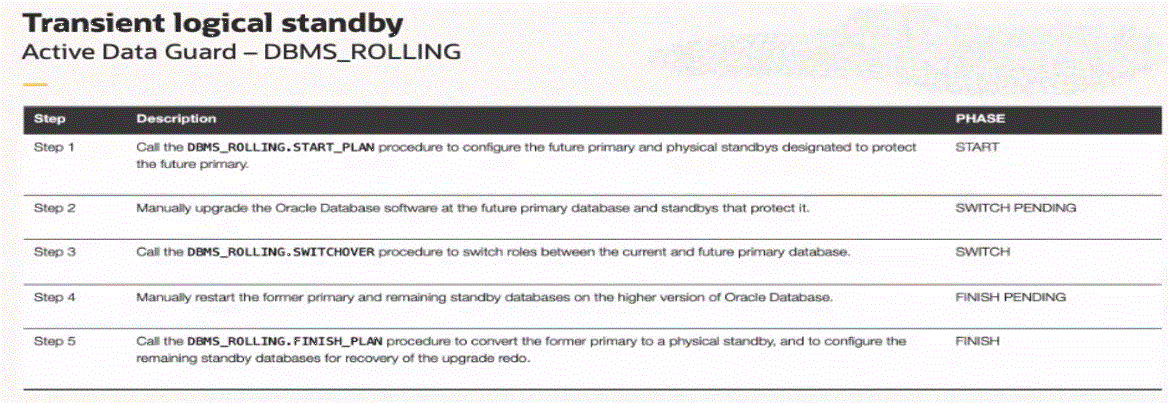 Transient logical standby
Active Data Guard – DBMS_ROLLING
Step Description PHASE
Step 1 Call the DBMS_ROLLING.START_PLAN procedure to configure the future primary and physical standbys designated to protect START
the future primary.
Step 2 Manually upgrade the Oracle Database software at the future primary database and standbys that protect it. SWITCH PENDING
Step 3 Call the DBMS_ROLLING.SWITCHOVER procedure to switch roles between the current and future primary database. SWITCH
Step 4 Manually restart the former primary and remaining standby databases on the higher version of Oracle Database. FINISH PENDING
Step 5 Call the DBMS_ROLLING.FINISH_PLAN procedure to convert the former primary to a physical standby, and to configure the FINISH
remaining standby databases for recovery of the upgrade redo.